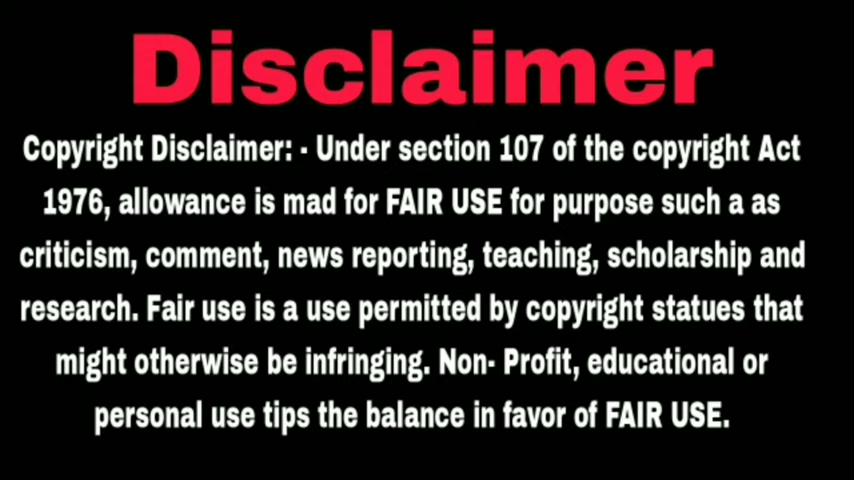 Disclaimer
Copyright Disclaimer: - Under section 107 of the copyright Act
1976, allowance is mad for FAIR USE for purpose such a as
criticism, comment, news reporting, teaching, scholarship and
research. Fair use is a use permitted by copyright statues that
might otherwise be infringing. Non- Profit, educational or
personal use tips the balance in favor of FAIR USE.